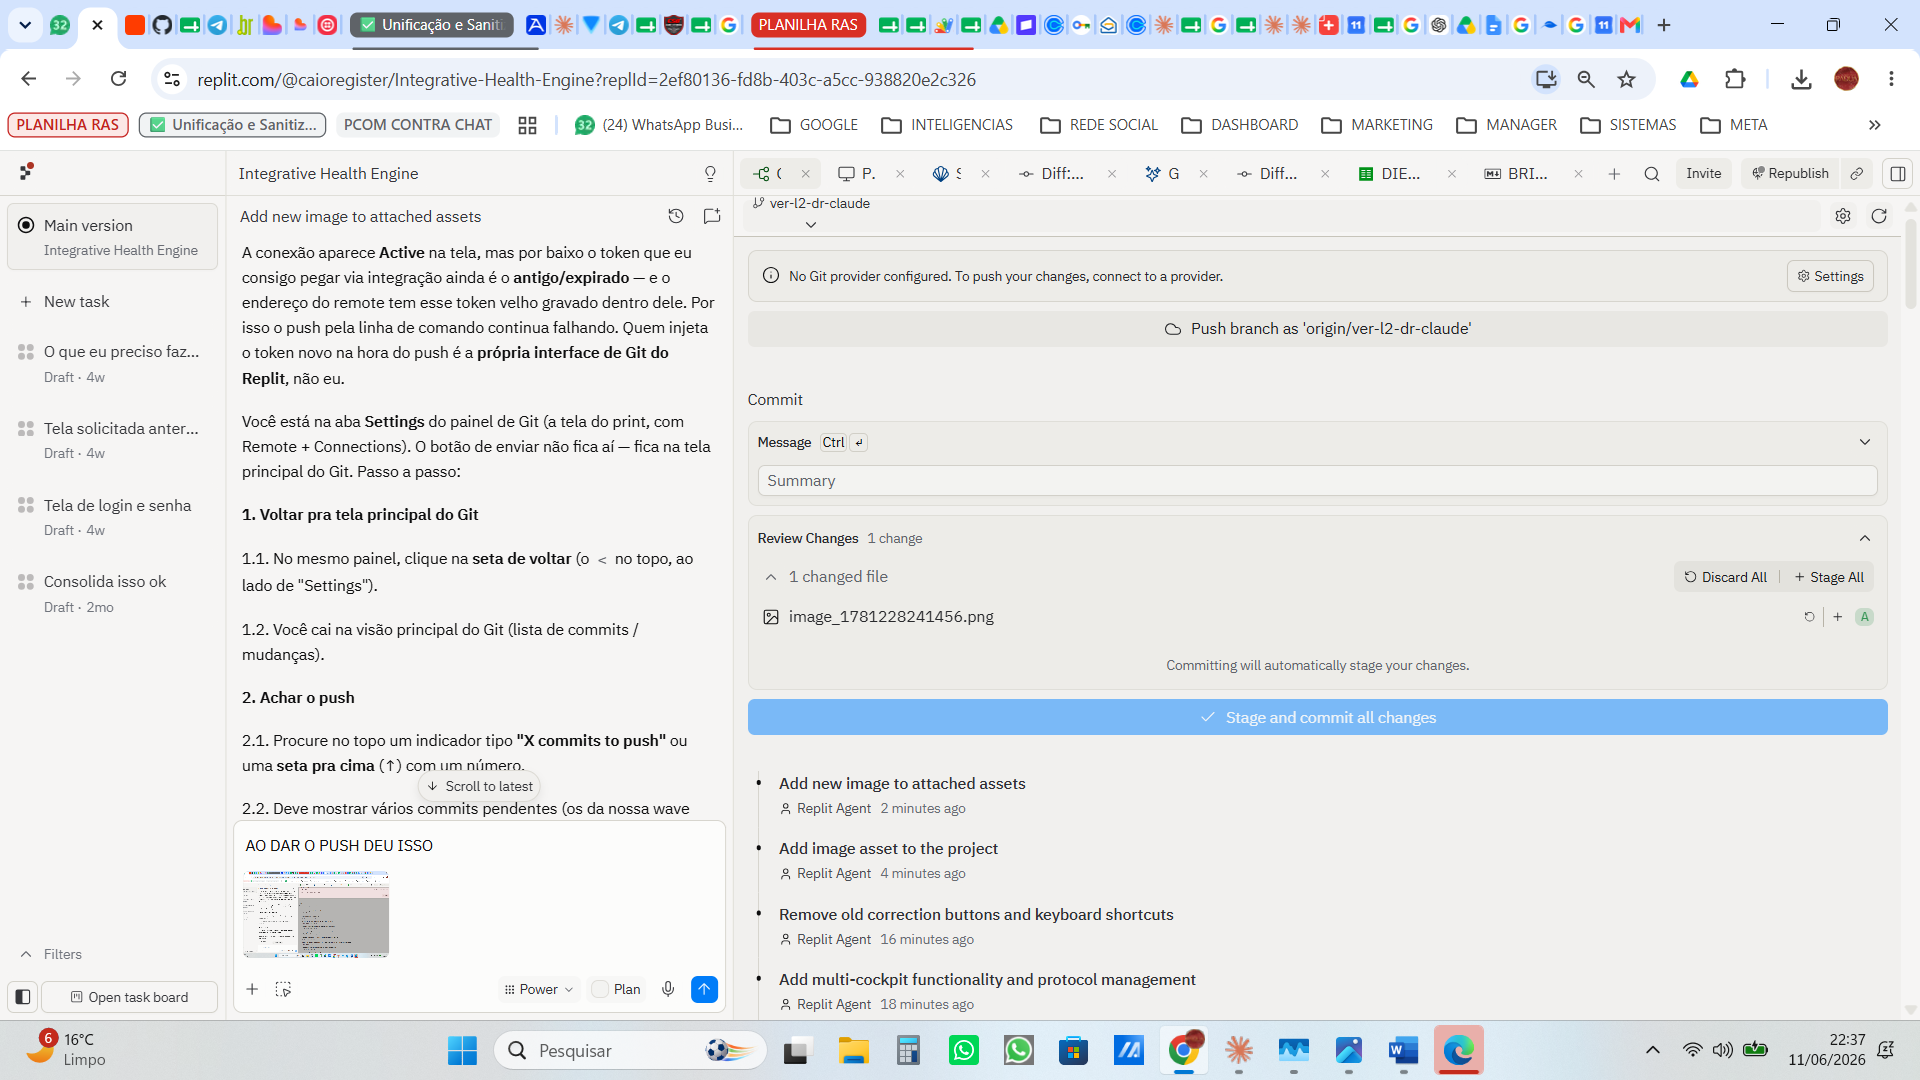 32
Unificação e Saniti
PLANILHA RAS
replit.com/@caioregister/Integrative-Health-Engine?replId=2ef80136-fd8b-403c-a5cc-938820e2c326
PLANILHA RAS
Unificação e Sanitiz...
PCOM CONTRA CHAT
(24) WhatsApp Busi...
GOOGLE
INTELIGENCIAS
REDE SOCIAL
DASHBOARD
MARKETING
MANAGER
SISTEMAS
META
Integrative Health Engine
P.
Diff:...
G
Diff...
DIE...
BRI...
Invite
Republish
Main version
Integrative Health Engine
New task
O que eu preciso faz...
Draft · 4w
Tela solicitada anter...
Draft · 4w
Tela de login e senha
Draft · 4w
Consolida isso ok
Draft · 2mo
Filters
Open task board
Add new image to attached assets
A conexão aparece Active na tela, mas por baixo o token que eu
consigo pegar via integração ainda é o antigo/expirado — e o
endereço do remote tem esse token velho gravado dentro dele. Por
isso o push pela linha de comando continua falhando. Quem injeta
o token novo na hora do push é a própria interface de Git do
Replit, não eu.
Você está na aba Settings do painel de Git (a tela do print, com
Remote + Connections). O botão de enviar não fica aí — fica na tela
principal do Git. Passo a passo:
1. Voltar pra tela principal do Git
1.1. No mesmo painel, clique na seta de voltar (o < no topo, ao
lado de "Settings").
1.2. Você cai na visão principal do Git (lista de commits /
mudanças).
2. Achar o push
2.1. Procure no topo um indicador tipo "X commits to push" ou
uma seta pra cima (↑) com um número.
Scroll to latest
2.2. Deve mostrar vários commits pendentes (os da nossa wave
AO DAR O PUSH DEU ISSO
Power
Plan
ver-l2-dr-claude
No Git provider configured. To push your changes, connect to a provider.
Settings
Push branch as 'origin/ver-l2-dr-claude'
Commit
Message Ctrl ↵
Summary
Review Changes 1 change
1 changed file
Discard All
+ Stage All
image_1781228241456.png
A
Committing will automatically stage your changes.
Stage and commit all changes
Add new image to attached assets
Replit Agent 2 minutes ago
Add image asset to the project
Replit Agent 4 minutes ago
Remove old correction buttons and keyboard shortcuts
Replit Agent 16 minutes ago
Add multi-cockpit functionality and protocol management
Replit Agent 18 minutes ago
6
16°C
Limpo
Pesquisar
22:37
11/06/2026